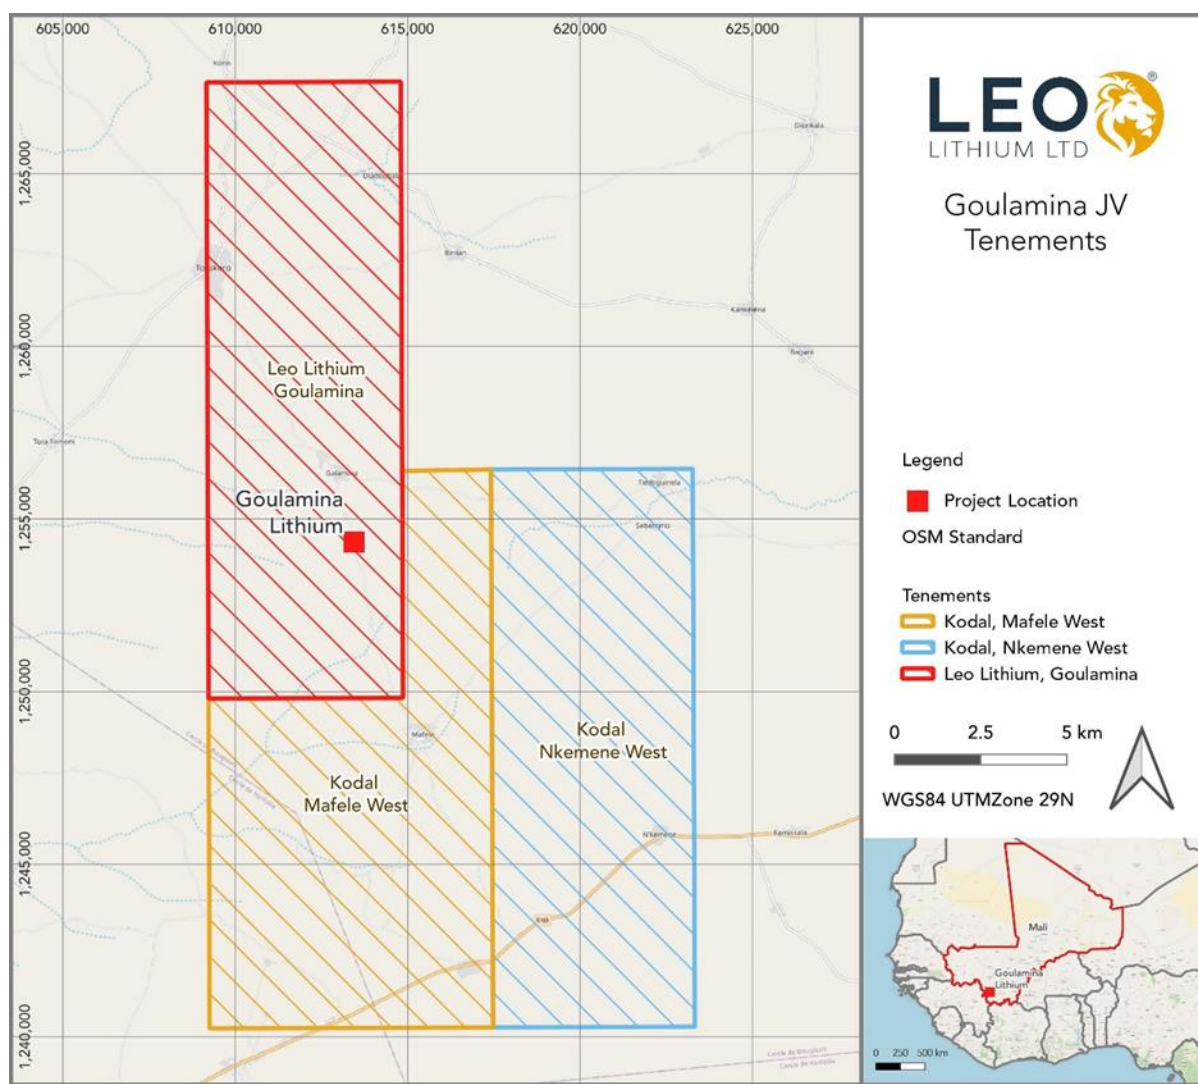 605,000
610,000
615,000
620,000
625,000
1,265,000
1,260,000
1,255,000
1,250,000
1,245,000
1,240,000
Leo Lithium
Goulamina
Goulamina
Lithium
Kodal
Mafele West
Kodal
Nkemene West
Binian
Mafele
N'kemene
LEO
LITHIUM LTD
®
Goulamina JV
Tenements
Legend
Project Location
OSM Standard
Tenements
Kodal, Mafele West
Kodal, Nkemene West
Leo Lithium, Goulamina
0 2.5 5 km
WGS84 UTMZone 29N
Mali
Goulamina
Lithium
0 250 500 km